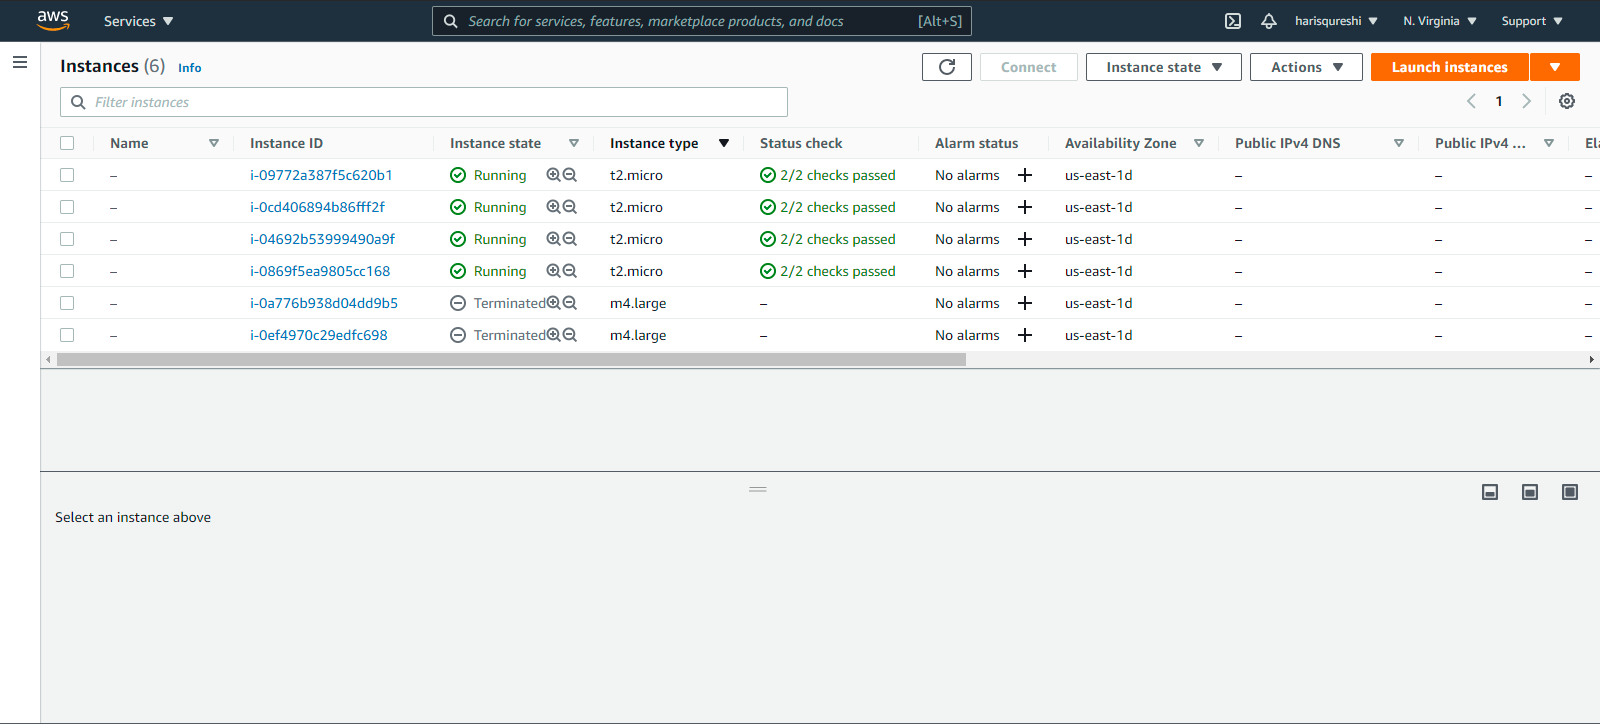 aws Services Search for services, features, marketplace products, and docs [Alt+S] harisqureshi N. Virginia Support
Instances (6) Info Connect Instance state Actions Launch instances
Filter instances 1
Name Instance ID Instance state Instance type Status check Alarm status Availability Zone Public IPv4 DNS Public IPv4 ... Ela
– i-09772a387f5c620b1 Running t2.micro 2/2 checks passed No alarms us-east-1d – – –
– i-0cd406894b86fff2f Running t2.micro 2/2 checks passed No alarms us-east-1d – – –
– i-04692b53999490a9f Running t2.micro 2/2 checks passed No alarms us-east-1d – – –
– i-0869f5ea9805cc168 Running t2.micro 2/2 checks passed No alarms us-east-1d – – –
– i-0a776b938d04dd9b5 Terminated m4.large – No alarms us-east-1d – – –
– i-0ef4970c29edfc698 Terminated m4.large – No alarms us-east-1d – – –
Select an instance above